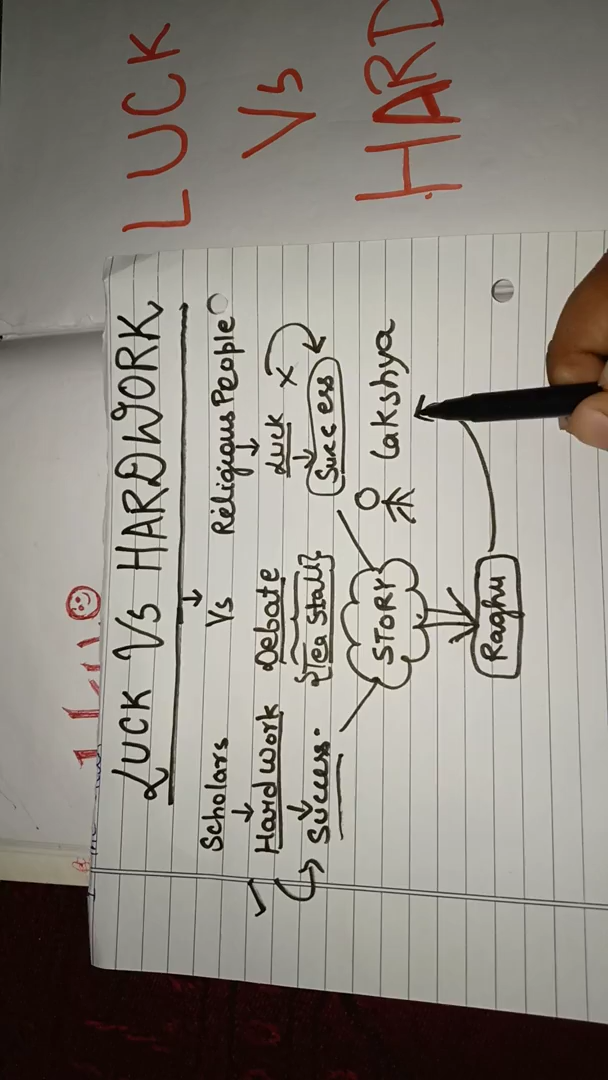 LUCK Vs HARD
LUCK Vs HARDWORK
Scholars Vs Religious People
Hardwork Debate Luck x
Success. {Tea Stall} Success
STORY Lakshya
Raghu